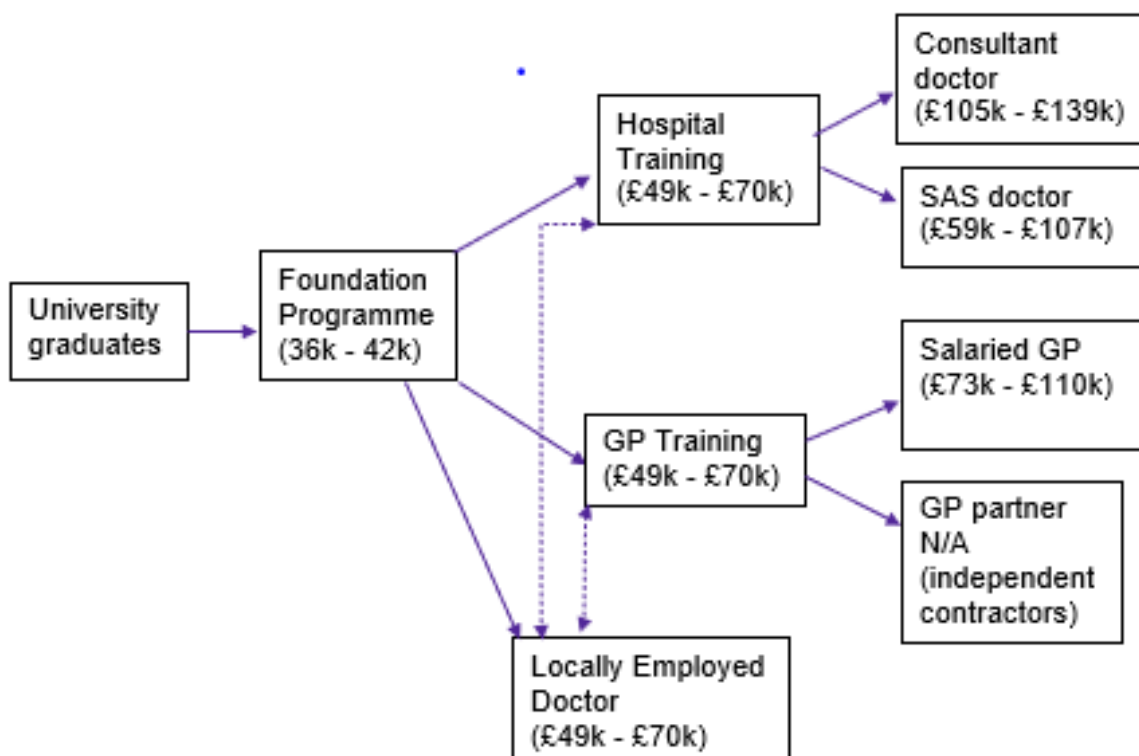 University
graduates
Foundation
Programme
(36k - 42k)
Hospital
Training
(£49k - £70k)
GP Training
(£49k - £70k)
Locally Employed
Doctor
(£49k - £70k)
Consultant
doctor
(£105k - £139k)
SAS doctor
(£59k - £107k)
Salaried GP
(£73k - £110k)
GP partner
N/A
(independent
contractors)